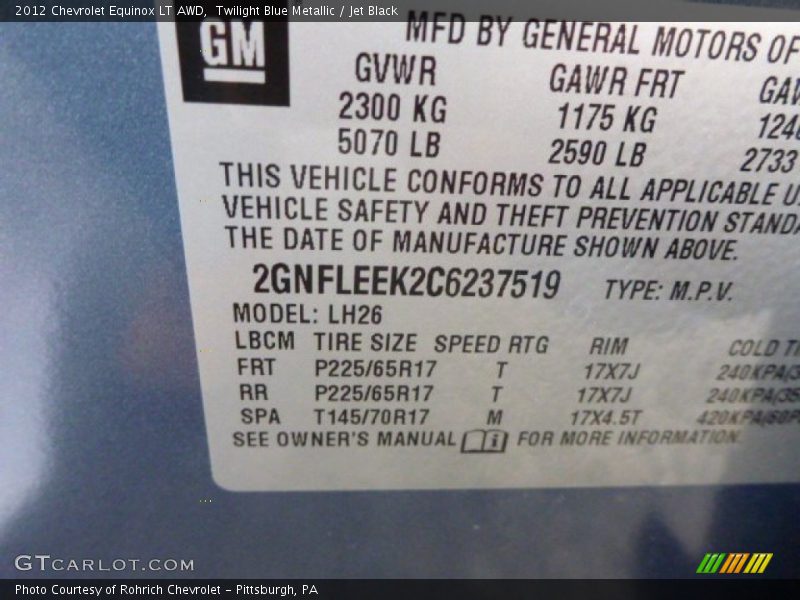 2012 Chevrolet Equinox LT AWD, Twilight Blue Metallic / Jet Black
GM
MFD BY GENERAL MOTORS OF
GVWR GAWR FRT
2300 KG 1175 KG
5070 LB 2590 LB 2733
THIS VEHICLE CONFORMS TO ALL APPLICABLE
VEHICLE SAFETY AND THEFT PREVENTION
THE DATE OF MANUFACTURE SHOWN ABOVE.
2GNFLEEK2C6237519 TYPE: M.P.V.
MODEL: LH26
LBCM TIRE SIZE SPEED RTG RIM COLD
FRT P225/65R17 T 17X7J
RR P225/65R17 T 17X7J
SPA T145/70R17 M 17X4.5T
SEE OWNER'S MANUAL i FOR MORE INFORMATION.
GTCARLOT.COM
Photo Courtesy of Rohrich Chevrolet - Pittsburgh, PA